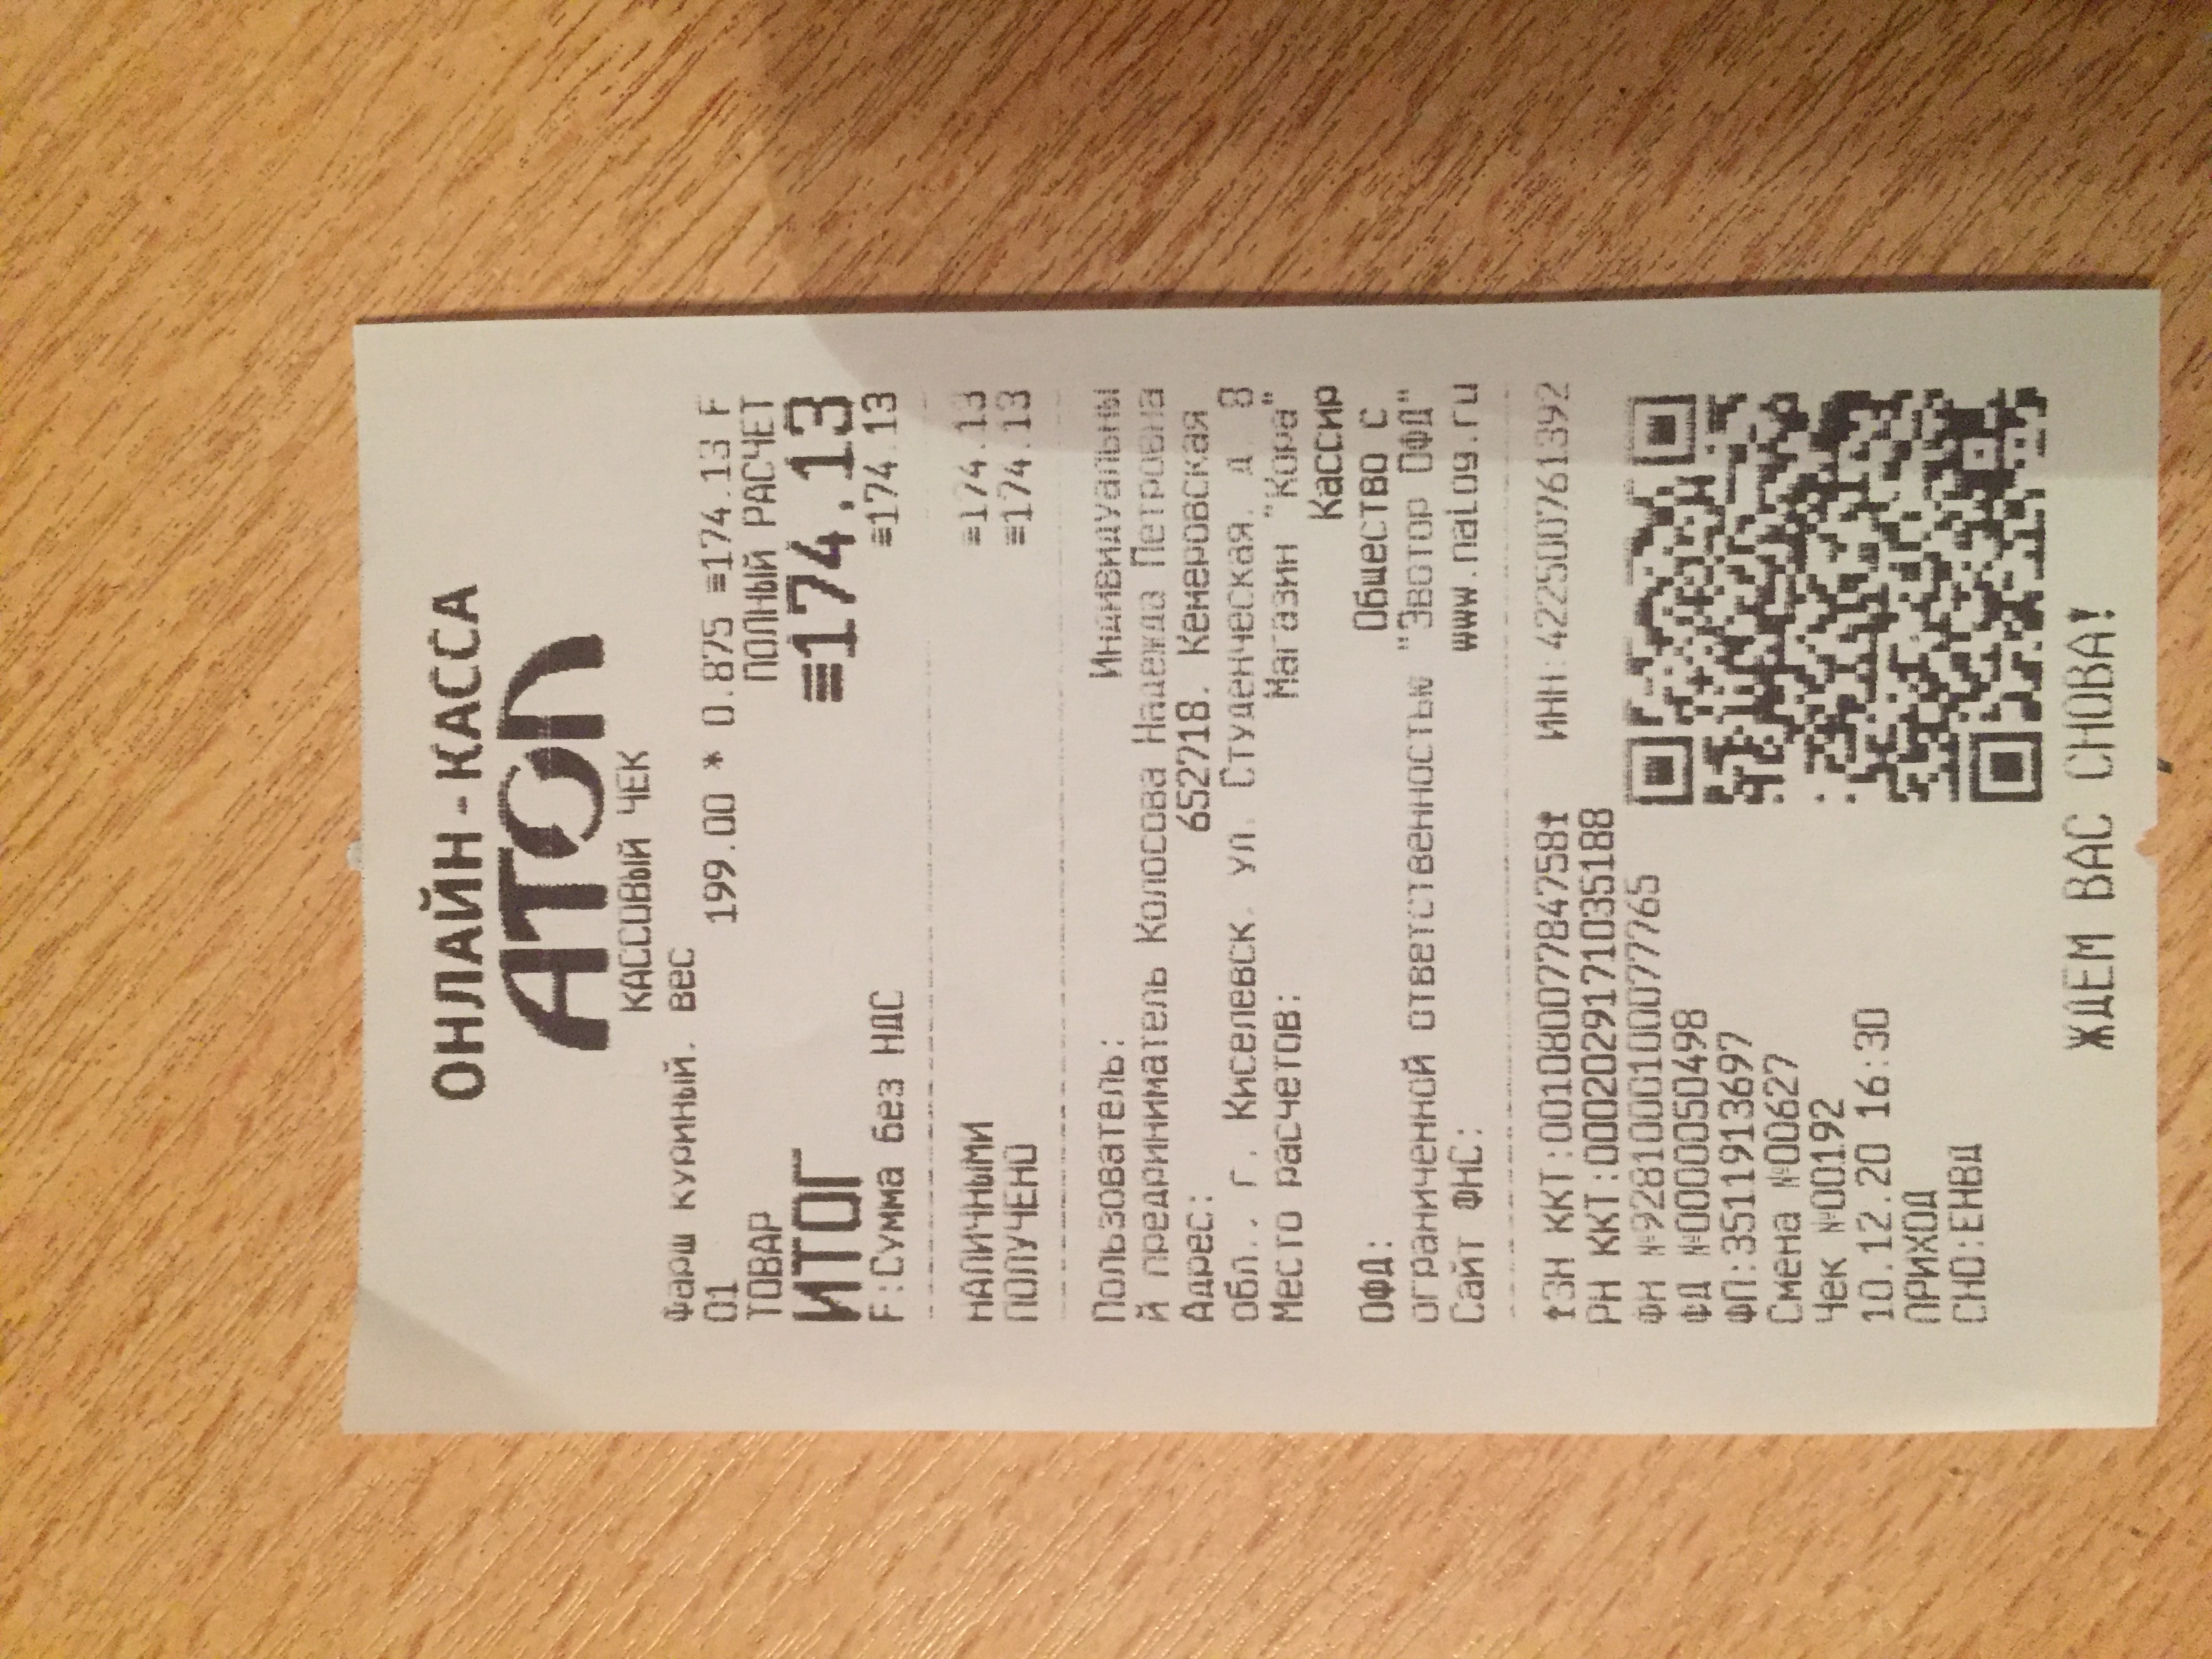 ОНЛАЙН-КАССА
АТОЛ
КАССОВЫЙ ЧЕК
Фарш куриный. вес
01 199.00 * 0.875 ≡174.13 F
ТОВАР ПОЛНЫЙ РАСЧЕТ
ИТОГ ≡174.13
F:Сумма без НДС ≡174.13
НАЛИЧНЫМИ ≡174.13
ПОЛУЧЕНО ≡174.13
Пользователь: Индивидуальны
й предприниматель Колосова Надежда Петровна
Адрес: 652718. Кемеровская
обл.. г. Киселевск. ул. Студенческая. д. 8
Место расчетов: Магазин "Кора"
Кассир
ОФД: Общество с
ограниченной ответственностью "Эвотор ОФД"
Сайт ФНС: www.nalog.ru
ЗН ККТ:00108007784758 ИНН:422500761392
РН ККТ:0002029171035188
ФН №9281000100077765
ФД №0000050498
ФП:3511913697
Смена №00627
Чек №00192
10.12.20 16:30
ПРИХОД
СНО:ЕНВД
ЖДЕМ ВАС СНОВА!